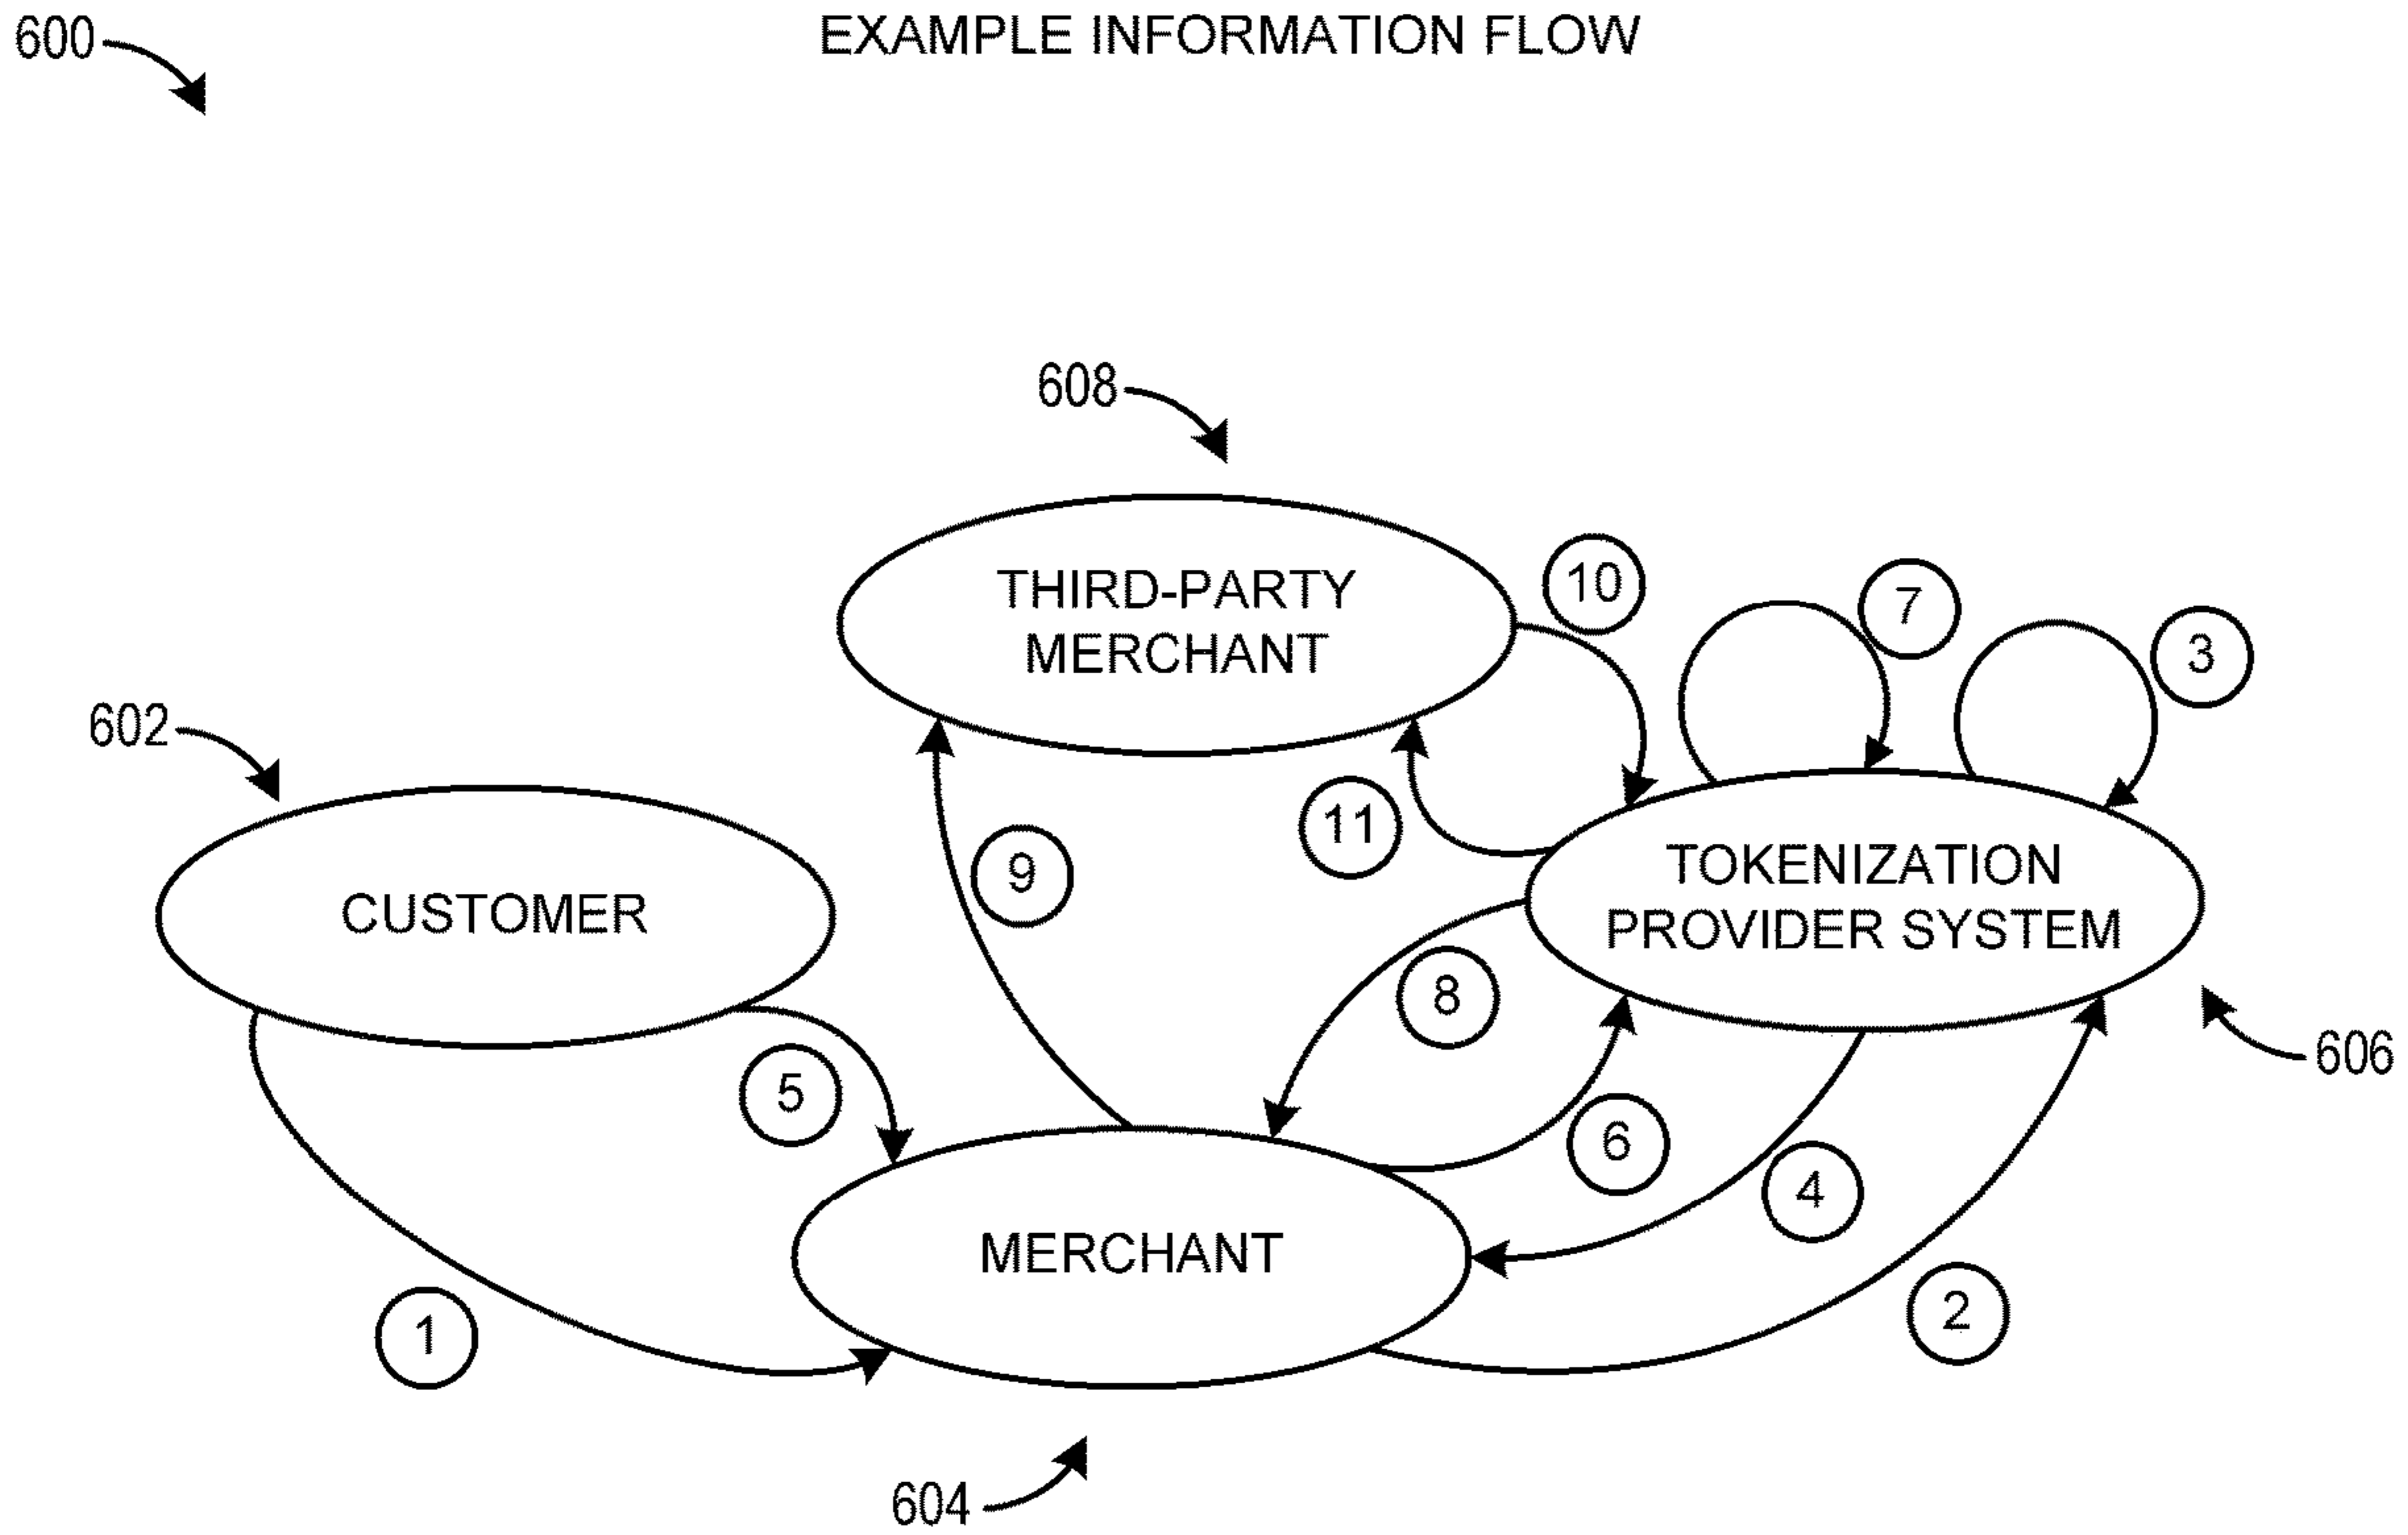 600
EXAMPLE INFORMATION FLOW
608
THIRD-PARTY
MERCHANT
10
7
3
602
11
9
CUSTOMER
TOKENIZATION
PROVIDER SYSTEM
8
606
5
6
4
MERCHANT
2
1
604